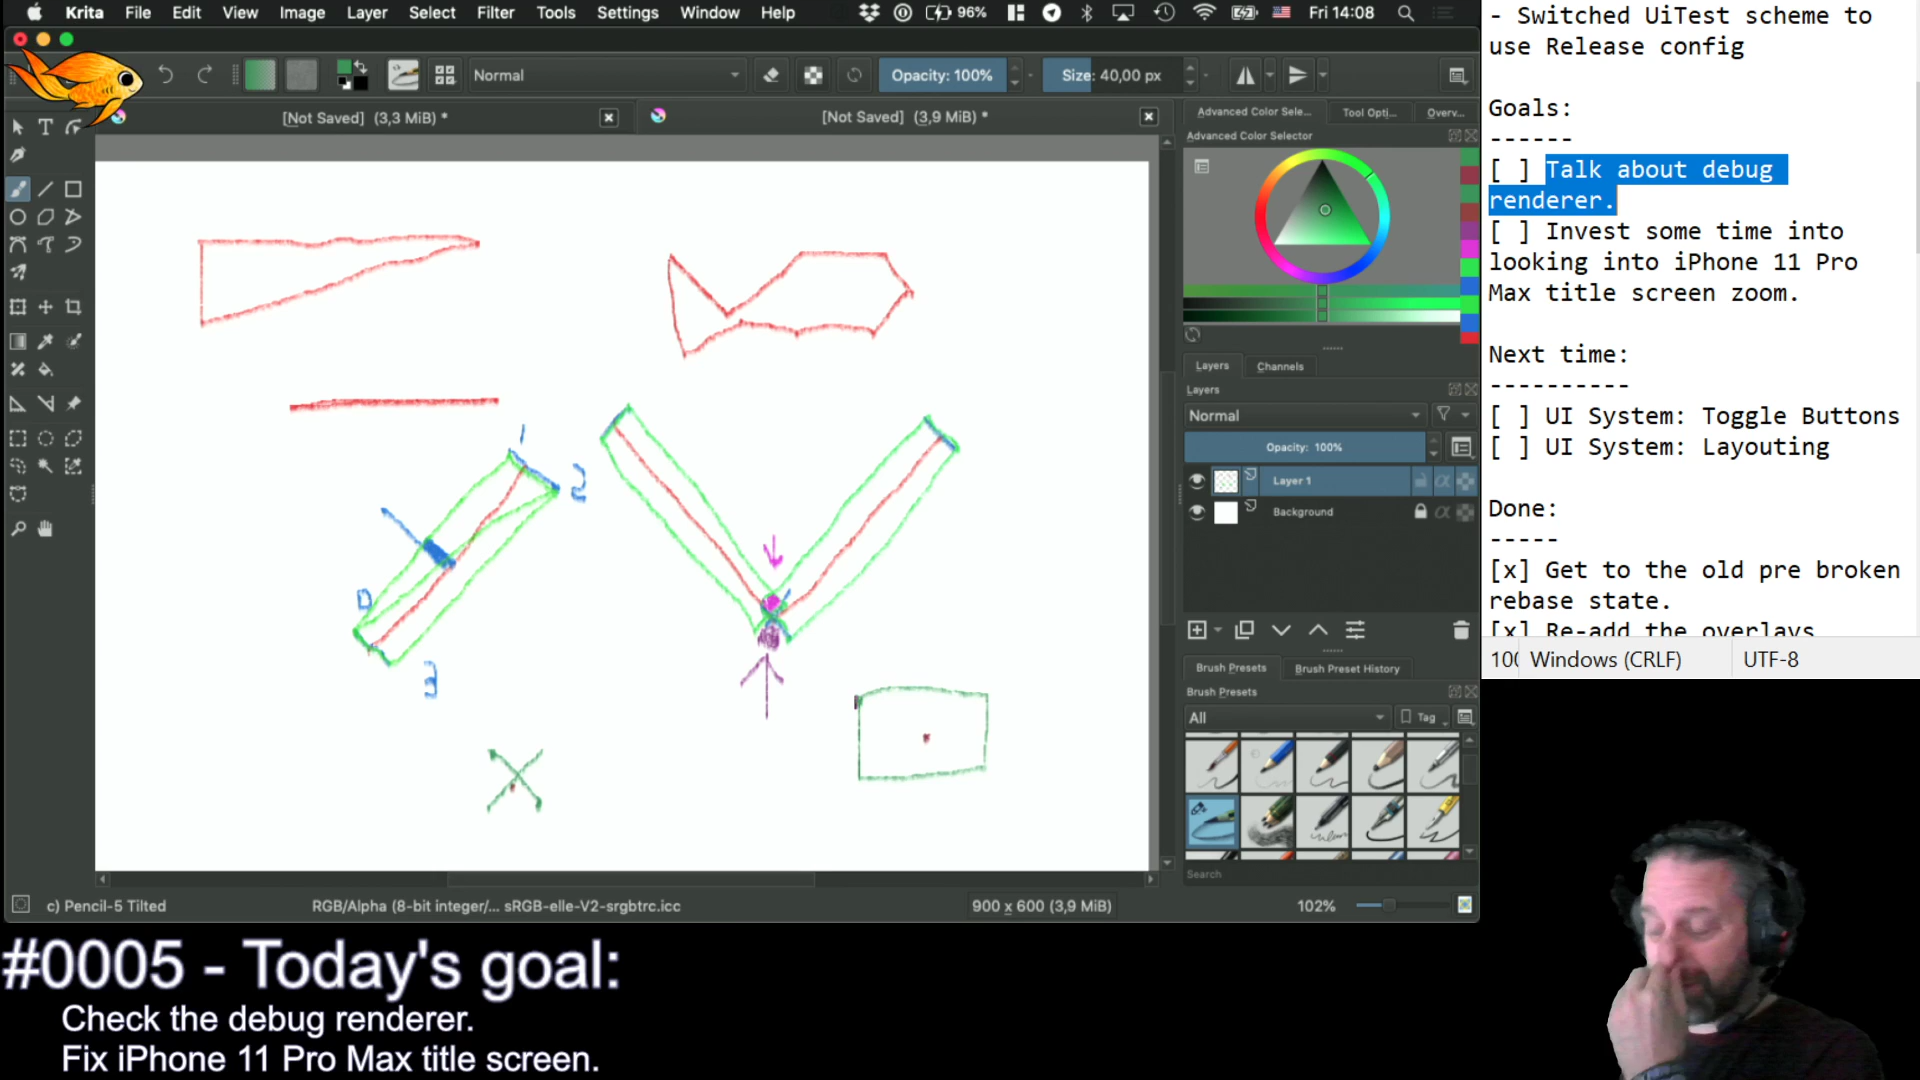 Krita File Edit View Image Layer Select Filter Tools Settings Window Help 96% Fri 14:08
Normal Opacity: 100% Size: 40,00 px
[Not Saved] (3,3 MiB) * [Not Saved] (3,9 MiB) *
Advanced Color Sele... Tool Opti... Overv...
Advanced Color Selector
Layers Channels
Layers
Normal
Opacity: 100%
Layer 1
Background
Brush Presets Brush Preset History
Brush Presets
All Tag
Search
1
2
0
3
c) Pencil-5 Tilted RGB/Alpha (8-bit integer/... sRGB-elle-V2-srgbtrc.icc 900 x 600 (3,9 MiB) 102%
- Switched UiTest scheme to
use Release config
Goals:
------
[ ] Talk about debug
renderer.
[ ] Invest some time into
looking into iPhone 11 Pro
Max title screen zoom.
Next time:
----------
[ ] UI System: Toggle Buttons
[ ] UI System: Layouting
Done:
-----
[x] Get to the old pre broken
rebase state.
[x] Re-add the overlays
Windows (CRLF) UTF-8
#0005 - Today's goal:
Check the debug renderer.
Fix iPhone 11 Pro Max title screen.